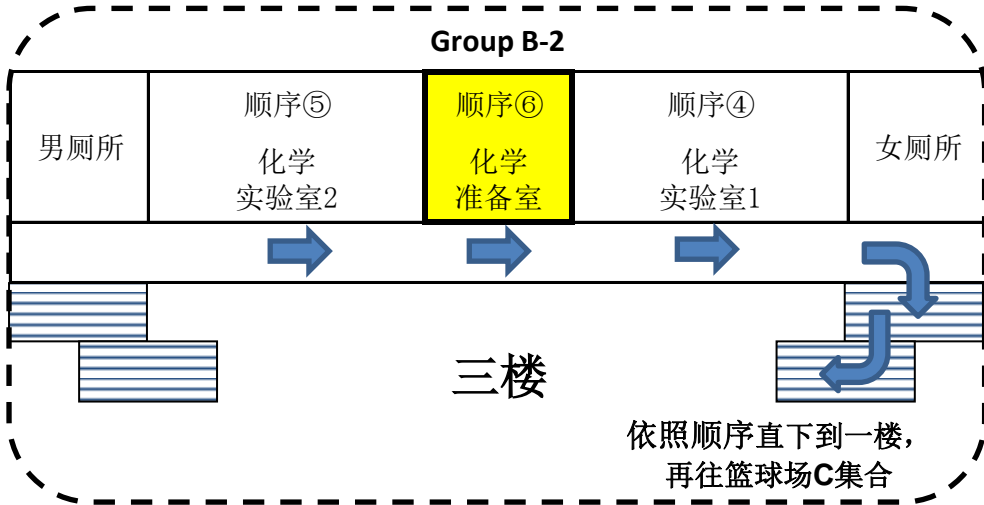 Group B-2
男厕所
顺序⑤
化学
实验室2
顺序⑥
化学
准备室
顺序④
化学
实验室1
女厕所
三楼
依照顺序直下到一楼，
再往篮球场C集合